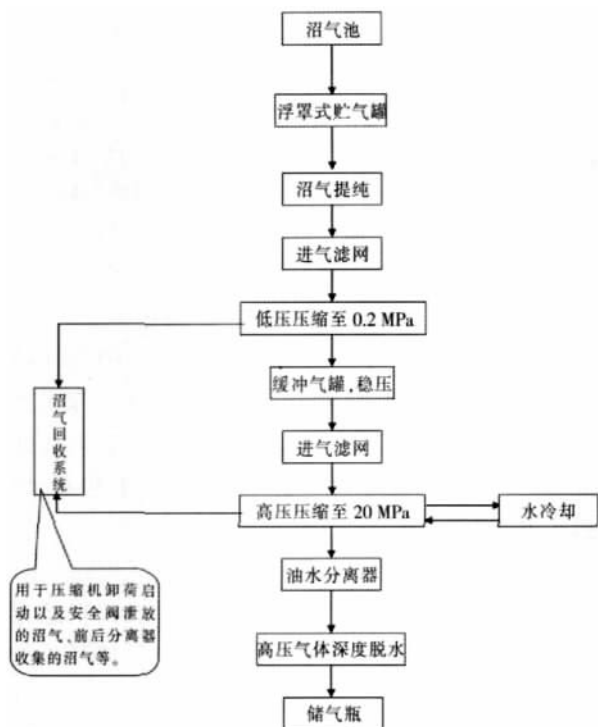 沼气池
浮罩式贮气罐
沼气提纯
进气滤网
低压压缩至 0.2 MPa
缓冲气罐,稳压
沼气回收系统
进气滤网
高压压缩至 20 MPa
水冷却
油水分离器
用于压缩机卸荷启
动以及安全阀泄放
的沼气、前后分离器
收集的沼气等。
高压气体深度脱水
储气瓶